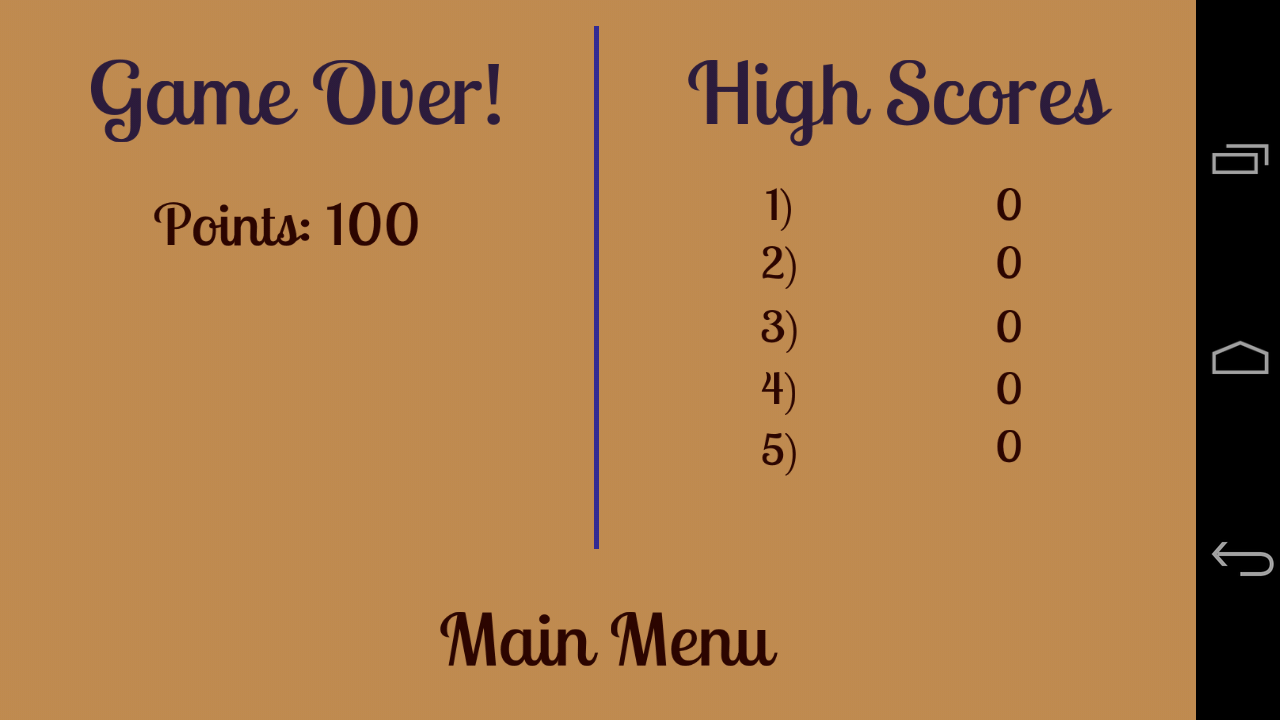 Game Over!
Points: 100
High Scores
1) 0
2) 0
3) 0
4) 0
5) 0
Main Menu